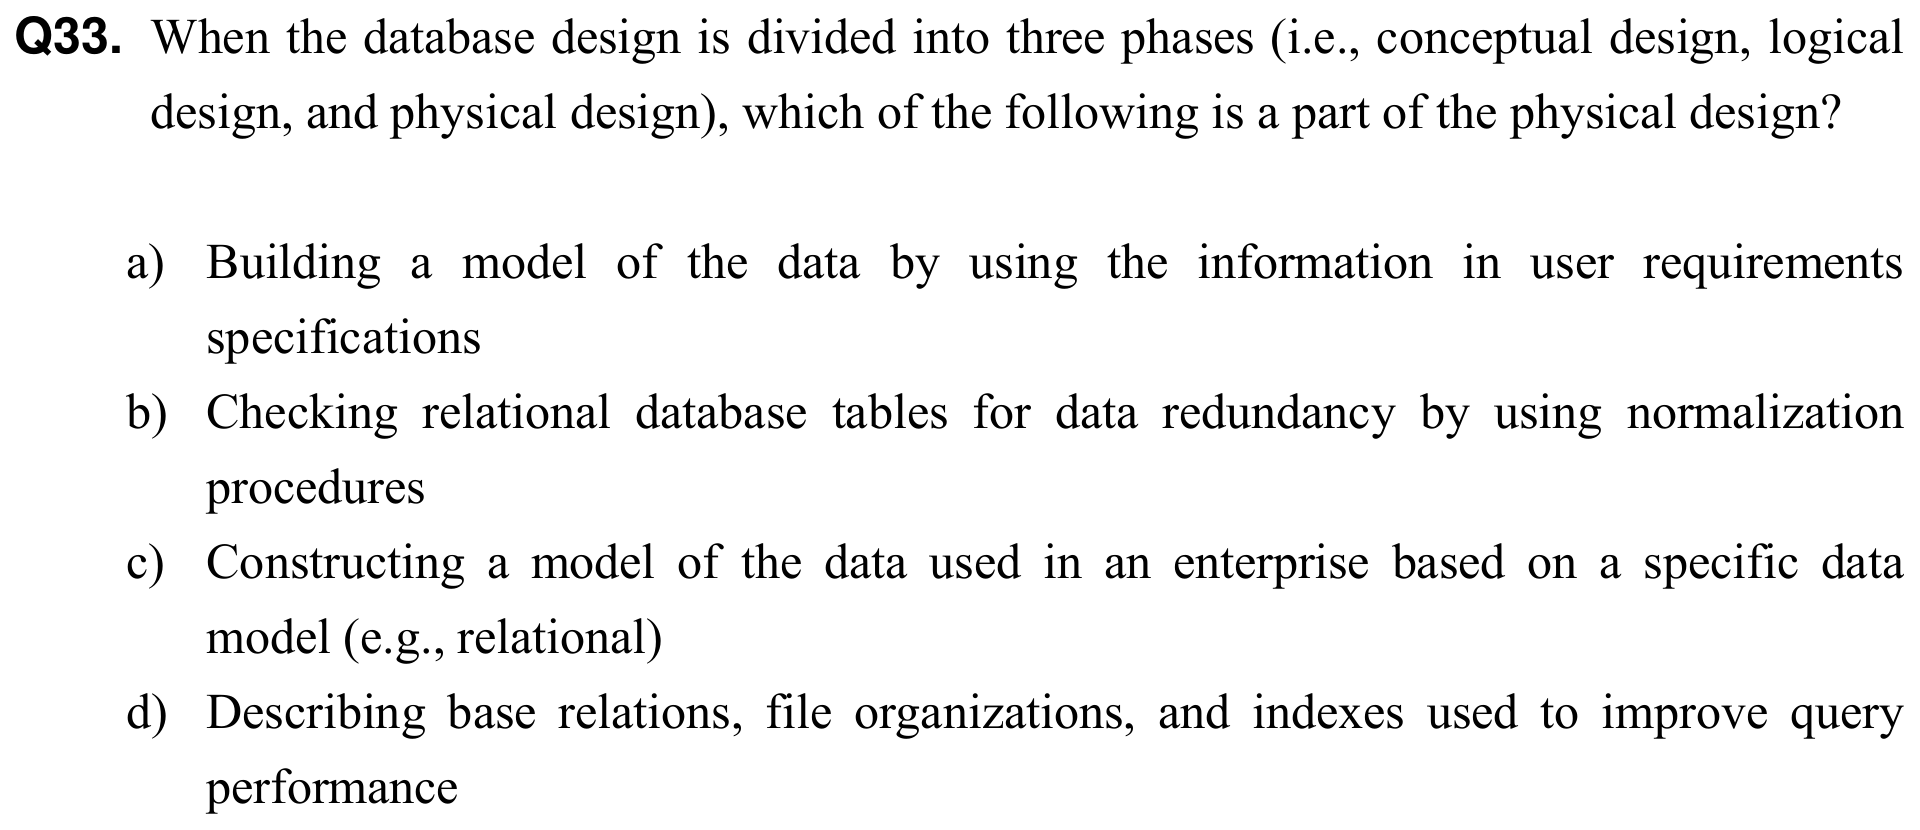 Q33. When the database design is divided into three phases (i.e., conceptual design, logical
design, and physical design), which of the following is a part of the physical design?
a) Building a model of the data by using the information in user requirements
specifications
b) Checking relational database tables for data redundancy by using normalization
procedures
c) Constructing a model of the data used in an enterprise based on a specific data
model (e.g., relational)
d) Describing base relations, file organizations, and indexes used to improve query
performance